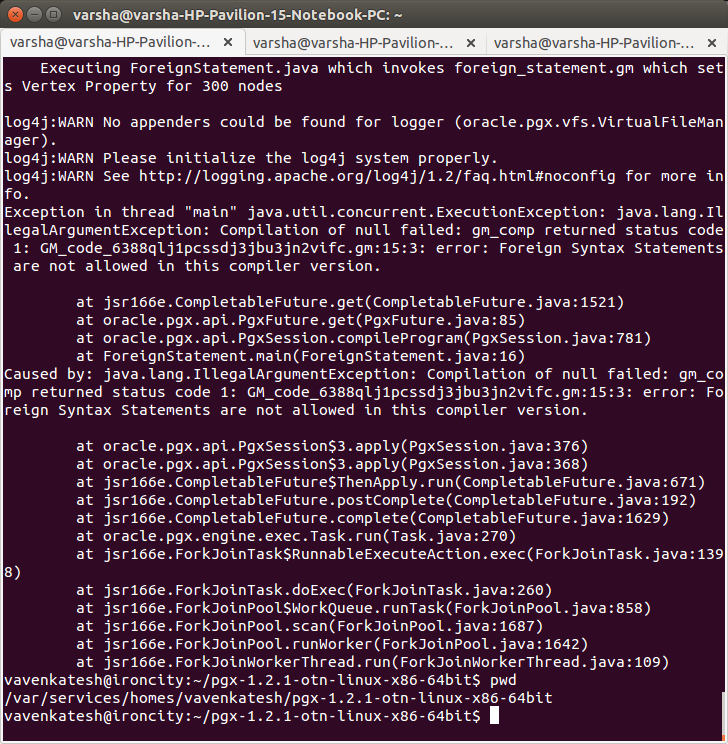 varsha@varsha-HP-Pavilion-15-Notebook-PC: ~
varsha@varsha-HP-Pavilion-... × varsha@varsha-HP-Pavilion-... × varsha@varsha-HP-Pavilion-... ×
Executing ForeignStatement.java which invokes foreign_statement.gm which set
s Vertex Property for 300 nodes
log4j:WARN No appenders could be found for logger (oracle.pgx.vfs.VirtualFileMan
ager).
log4j:WARN Please initialize the log4j system properly.
log4j:WARN See http://logging.apache.org/log4j/1.2/faq.html#noconfig for more in
fo.
Exception in thread "main" java.util.concurrent.ExecutionException: java.lang.Il
legalArgumentException: Compilation of null failed: gm_comp returned status code
1: GM_code_6388qlj1pcssdj3jbu3jn2vifc.gm:15:3: error: Foreign Syntax Statements
are not allowed in this compiler version.
at jsr166e.CompletableFuture.get(CompletableFuture.java:1521)
at oracle.pgx.api.PgxFuture.get(PgxFuture.java:85)
at oracle.pgx.api.PgxSession.compileProgram(PgxSession.java:781)
at ForeignStatement.main(ForeignStatement.java:16)
Caused by: java.lang.IllegalArgumentException: Compilation of null failed: gm_co
mp returned status code 1: GM_code_6388qlj1pcssdj3jbu3jn2vifc.gm:15:3: error: Fo
reign Syntax Statements are not allowed in this compiler version.
at oracle.pgx.api.PgxSession$3.apply(PgxSession.java:376)
at oracle.pgx.api.PgxSession$3.apply(PgxSession.java:368)
at jsr166e.CompletableFuture$ThenApply.run(CompletableFuture.java:671)
at jsr166e.CompletableFuture.postComplete(CompletableFuture.java:192)
at jsr166e.CompletableFuture.complete(CompletableFuture.java:1629)
at oracle.pgx.engine.exec.Task.run(Task.java:270)
at jsr166e.ForkJoinTask$RunnableExecuteAction.exec(ForkJoinTask.java:139
8)
at jsr166e.ForkJoinTask.doExec(ForkJoinTask.java:260)
at jsr166e.ForkJoinPool$WorkQueue.runTask(ForkJoinPool.java:858)
at jsr166e.ForkJoinPool.scan(ForkJoinPool.java:1687)
at jsr166e.ForkJoinPool.runWorker(ForkJoinPool.java:1642)
at jsr166e.ForkJoinWorkerThread.run(ForkJoinWorkerThread.java:109)
vavenkatesh@ironcity:~/pgx-1.2.1-otn-linux-x86-64bit$ pwd
/var/services/homes/vavenkatesh/pgx-1.2.1-otn-linux-x86-64bit
vavenkatesh@ironcity:~/pgx-1.2.1-otn-linux-x86-64bit$